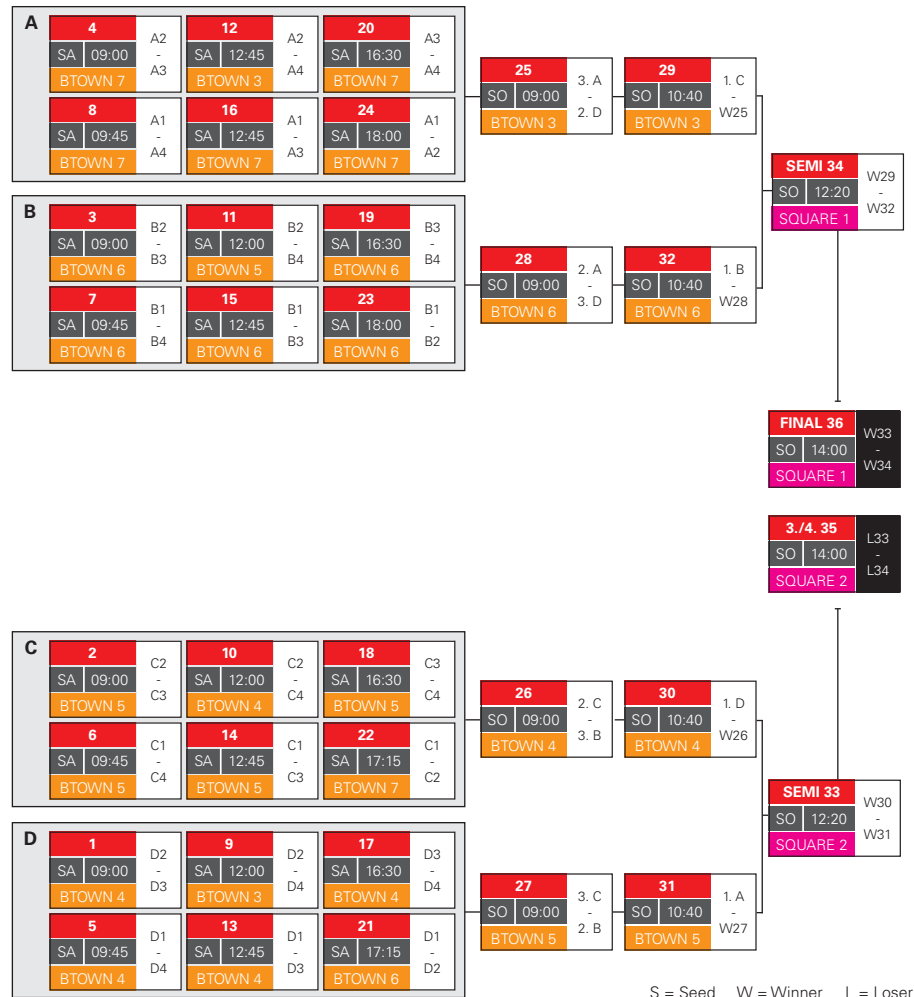 A
4
SA 09:00
BTOWN 7
A2
-
A3
12
SA 12:45
BTOWN 3
A2
-
A4
20
SA 16:30
BTOWN 7
A3
-
A4
8
SA 09:45
BTOWN 7
A1
-
A4
16
SA 12:45
BTOWN 7
A1
-
A3
24
SA 18:00
BTOWN 7
A1
-
A2
25
SO 09:00
BTOWN 3
3. A
-
2. D
29
SO 10:40
BTOWN 3
1. C
-
W25
SEMI 34
SO 12:20
SQUARE 1
W29
-
W32
B
3
SA 09:00
BTOWN 6
B2
-
B3
11
SA 12:00
BTOWN 5
B2
-
B4
19
SA 16:30
BTOWN 6
B3
-
B4
7
SA 09:45
BTOWN 6
B1
-
B4
15
SA 12:45
BTOWN 6
B1
-
B3
23
SA 18:00
BTOWN 6
B1
-
B2
28
SO 09:00
BTOWN 6
2. A
-
3. D
32
SO 10:40
BTOWN 6
1. B
-
W28
FINAL 36
SO 14:00
SQUARE 1
W33
-
W34
3./4. 35
SO 14:00
SQUARE 2
L33
-
L34
C
2
SA 09:00
BTOWN 5
C2
-
C3
10
SA 12:00
BTOWN 4
C2
-
C4
18
SA 16:30
BTOWN 5
C3
-
C4
6
SA 09:45
BTOWN 5
C1
-
C4
14
SA 12:45
BTOWN 5
C1
-
C3
22
SA 17:15
BTOWN 7
C1
-
C2
26
SO 09:00
BTOWN 4
2. C
-
3. B
30
SO 10:40
BTOWN 4
1. D
-
W26
SEMI 33
SO 12:20
SQUARE 2
W30
-
W31
D
1
SA 09:00
BTOWN 4
D2
-
D3
9
SA 12:00
BTOWN 3
D2
-
D4
17
SA 16:30
BTOWN 4
D3
-
D4
5
SA 09:45
BTOWN 4
D1
-
D4
13
SA 12:45
BTOWN 4
D1
-
D3
21
SA 17:15
BTOWN 6
D1
-
D2
27
SO 09:00
BTOWN 5
3. C
-
2. B
31
SO 10:40
BTOWN 5
1. A
-
W27
S = Seed W = Winner L = Loser